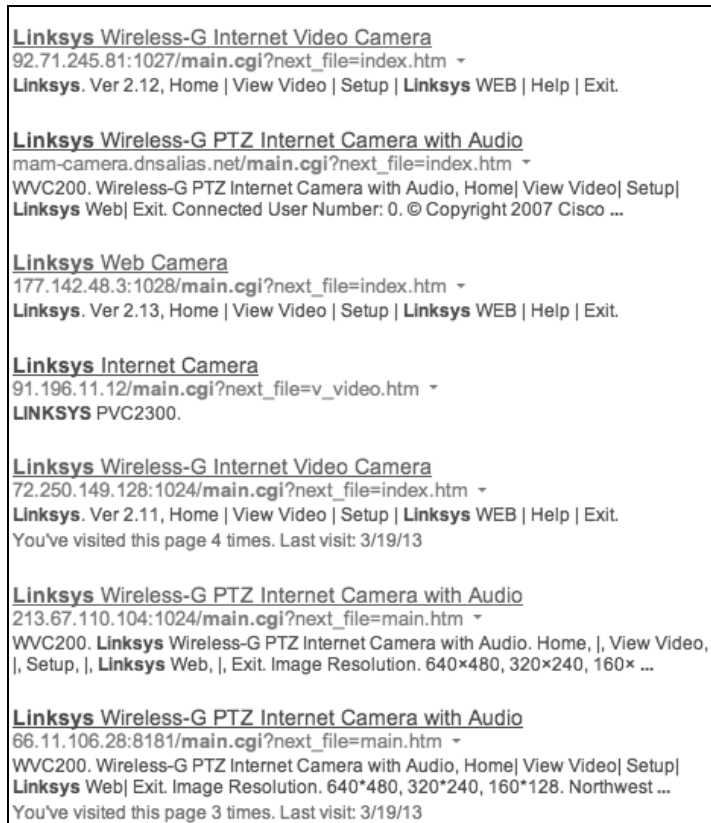 Linksys Wireless-G Internet Video Camera
92.71.245.81:1027/main.cgi?next_file=index.htm
Linksys. Ver 2.12, Home | View Video | Setup | Linksys WEB | Help | Exit.
Linksys Wireless-G PTZ Internet Camera with Audio
mam-camera.dnsalias.net/main.cgi?next_file=index.htm
WVC200. Wireless-G PTZ Internet Camera with Audio, Home| View Video| Setup|
Linksys Web| Exit. Connected User Number: 0. © Copyright 2007 Cisco ...
Linksys Web Camera
177.142.48.3:1028/main.cgi?next_file=index.htm
Linksys. Ver 2.13, Home | View Video | Setup | Linksys WEB | Help | Exit.
Linksys Internet Camera
91.196.11.12/main.cgi?next_file=v_video.htm
LINKSYS PVC2300.
Linksys Wireless-G Internet Video Camera
72.250.149.128:1024/main.cgi?next_file=index.htm
Linksys. Ver 2.11, Home | View Video | Setup | Linksys WEB | Help | Exit.
You've visited this page 4 times. Last visit: 3/19/13
Linksys Wireless-G PTZ Internet Camera with Audio
213.67.110.104:1024/main.cgi?next_file=main.htm
WVC200. Linksys Wireless-G PTZ Internet Camera with Audio. Home, |, View Video,
|, Setup, |, Linksys Web, |, Exit. Image Resolution. 640×480, 320×240, 160× ...
Linksys Wireless-G PTZ Internet Camera with Audio
66.11.106.28:8181/main.cgi?next_file=main.htm
WVC200. Wireless-G PTZ Internet Camera with Audio, Home| View Video| Setup|
Linksys Web| Exit. Image Resolution. 640*480, 320*240, 160*128. Northwest ...
You've visited this page 3 times. Last visit: 3/19/13